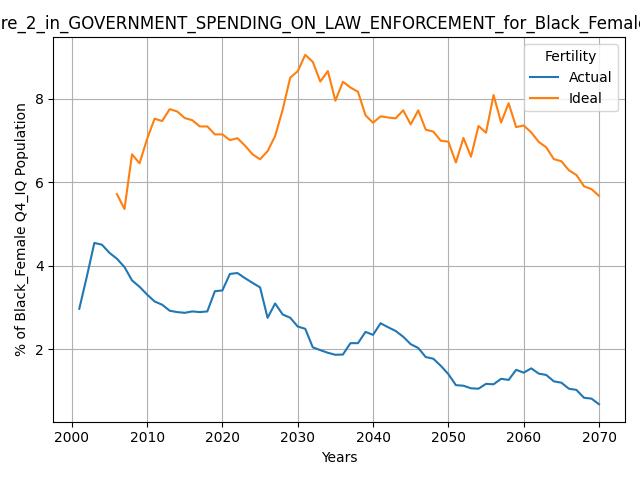 re_2_in_GOVERNMENT_SPENDING_ON_LAW_ENFORCEMENT_for_Black_Female
Fertility
Actual
Ideal
8
6
4
2
% of Black_Female Q4_IQ Population
2000 2010 2020 2030 2040 2050 2060 2070
Years